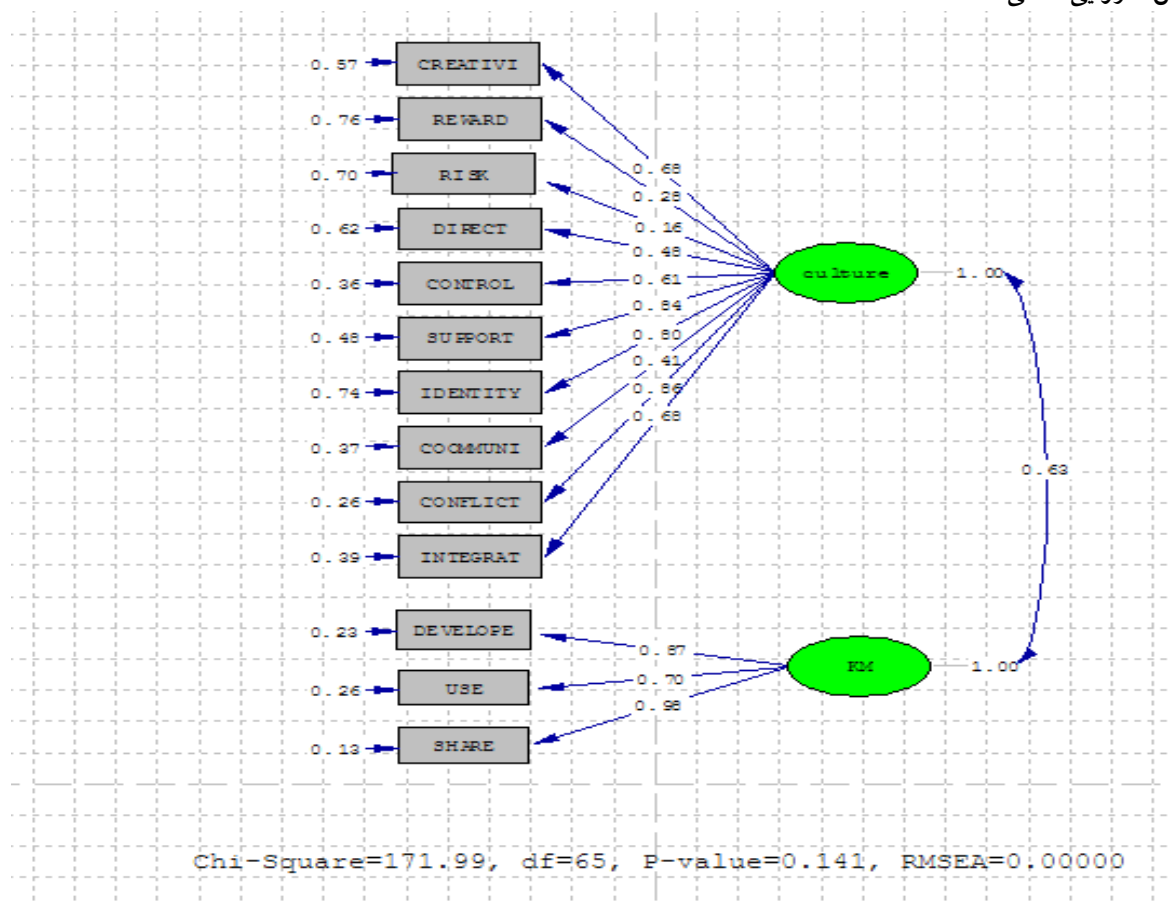 0.57 CREATIVI
0.76 REWARD
0.70 RISK
0.62 DIRECT
0.36 CONTROL
0.48 SUPPORT
0.74 IDENTITY
0.37 COOMMUNI
0.26 CONFLICT
0.39 INTEGRAT
0.23 DEVELOPE
0.26 USE
0.13 SHARE
0.68
0.28
0.16
0.48
0.61
0.84
0.80
0.41
0.86
0.68
culture 1.00
0.63
0.87
0.70
0.98
KM 1.00
Chi-Square=171.99, df=65, P-value=0.141, RMSEA=0.00000